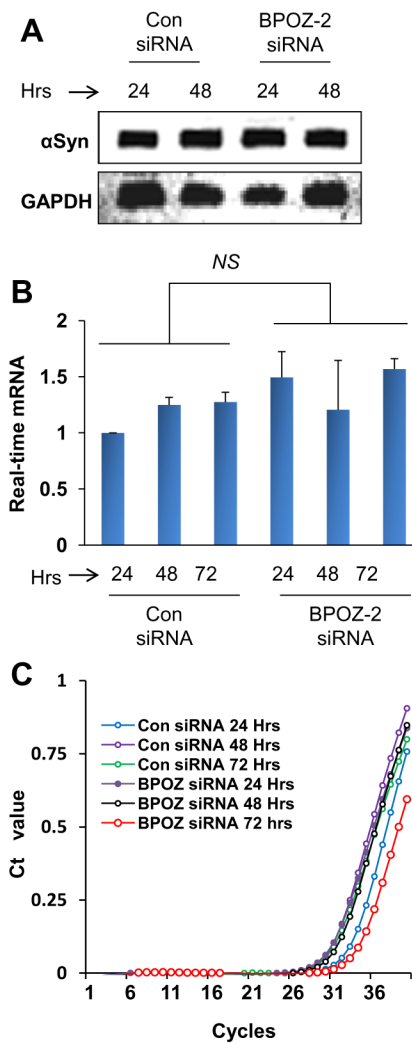 A
Con
siRNA
BPOZ-2
siRNA
Hrs → 24 48 24 48
αSyn
GAPDH
B
NS
Real-time mRNA
2
1.5
1
0.5
0
Hrs → 24 48 72 24 48 72
Con
siRNA
BPOZ-2
siRNA
C
Ct value
1
0.75
0.5
0.25
0
Con siRNA 24 Hrs
Con siRNA 48 Hrs
Con siRNA 72 Hrs
BPOZ siRNA 24 Hrs
BPOZ siRNA 48 Hrs
BPOZ siRNA 72 hrs
1 6 11 16 21 26 36
Cycles